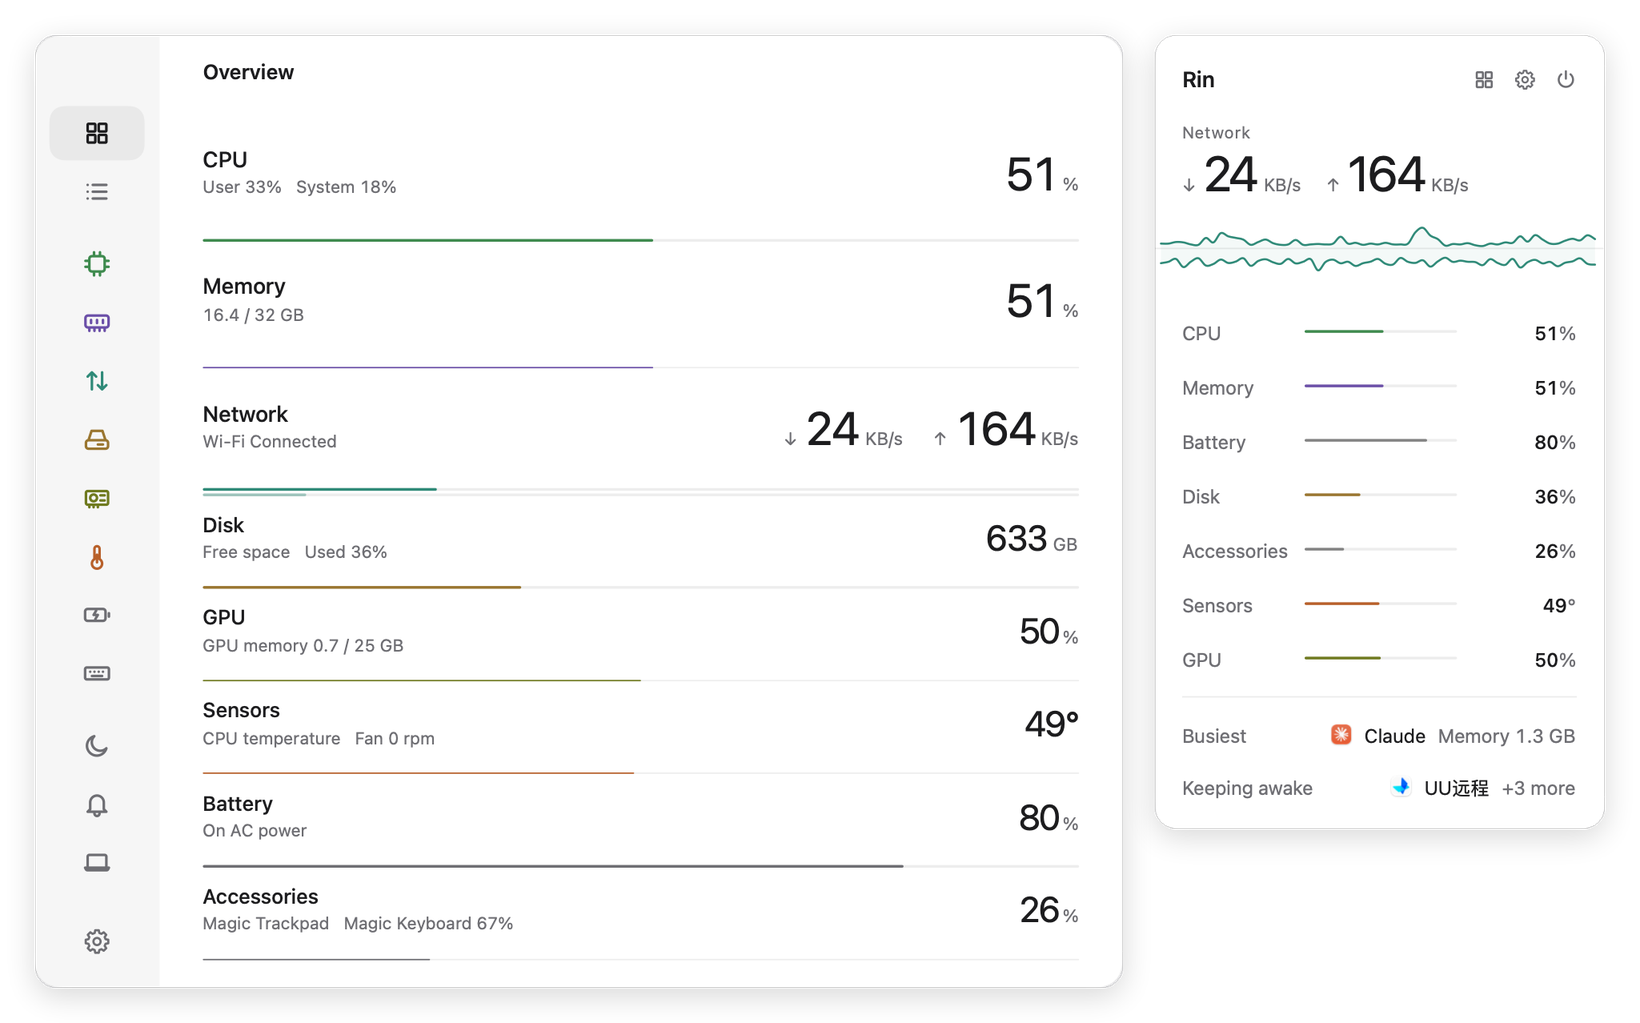 Overview
CPU
User 33% System 18%
51 %
Memory
16.4 / 32 GB
51 %
Network
Wi-Fi Connected
↓ 24 KB/s ↑ 164 KB/s
Disk
Free space Used 36%
633 GB
GPU
GPU memory 0.7 / 25 GB
50 %
Sensors
CPU temperature Fan 0 rpm
49°
Battery
On AC power
80 %
Accessories
Magic Trackpad Magic Keyboard 67%
26 %
Rin
Network
↓ 24 KB/s ↑ 164 KB/s
CPU 51%
Memory 51%
Battery 80%
Disk 36%
Accessories 26%
Sensors 49°
GPU 50%
Busiest Claude Memory 1.3 GB
Keeping awake UU远程 +3 more